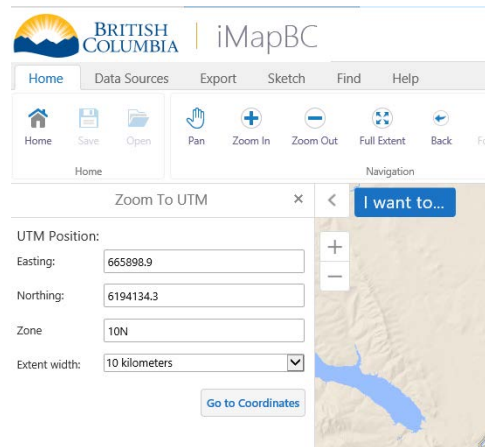 BRITISH
COLUMBIA
iMapBC
Home Data Sources Export Sketch Find Help
Home Save Open Pan Zoom In Zoom Out Full Extent Back
Home Navigation
Zoom To UTM ×
I want to...
UTM Position:
Easting: 665898.9
Northing: 6194134.3
Zone 10N
Extent width: 10 kilometers
Go to Coordinates